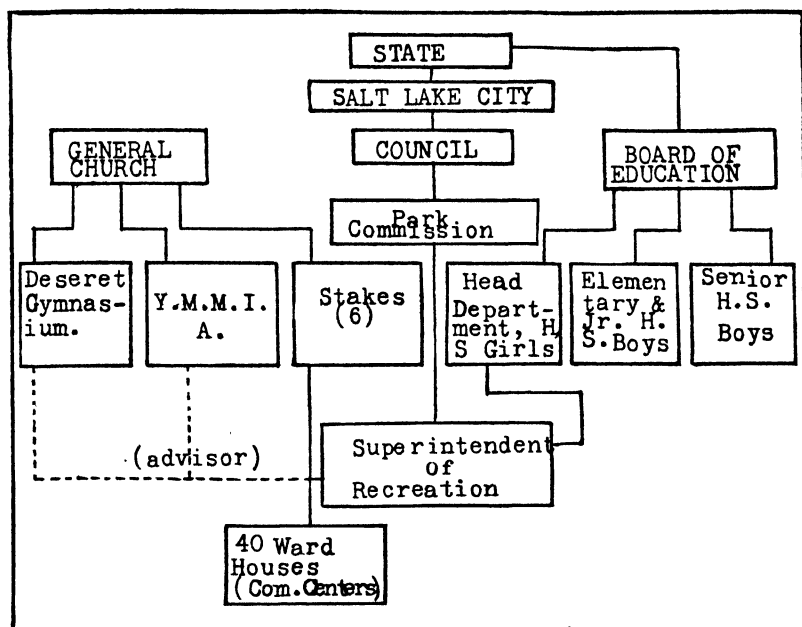 STATE
SALT LAKE CITY
GENERAL
CHURCH
COUNCIL
BOARD OF
EDUCATION
Park
Commission
Deseret
Gymnas-
ium.
Y.M.M.I.
A.
Stakes
(6)
Head
Depart-
ment, H,
S Girls
Elemen
tary &
Jr. H.
S.Boys
Senior
H.S.
Boys
(advisor)
Superintendent
of
Recreation
40 Ward
Houses
(Com.Centers)